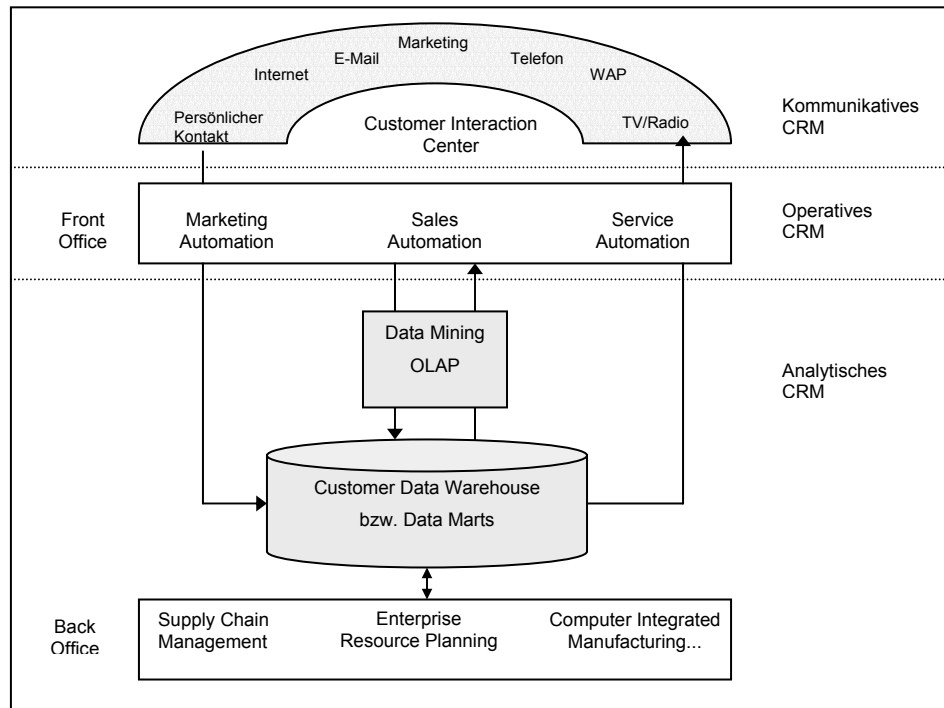 Marketing
E-Mail
Telefon
Internet
WAP
Persönlicher
Kontakt
TV/Radio
Customer Interaction
Center
Kommunikatives
CRM
Front
Office
Marketing
Automation
Sales
Automation
Service
Automation
Operatives
CRM
Data Mining
OLAP
Analytisches
CRM
Customer Data Warehouse
bzw. Data Marts
Back
Office
Supply Chain
Management
Enterprise
Resource Planning
Computer Integrated
Manufacturing...